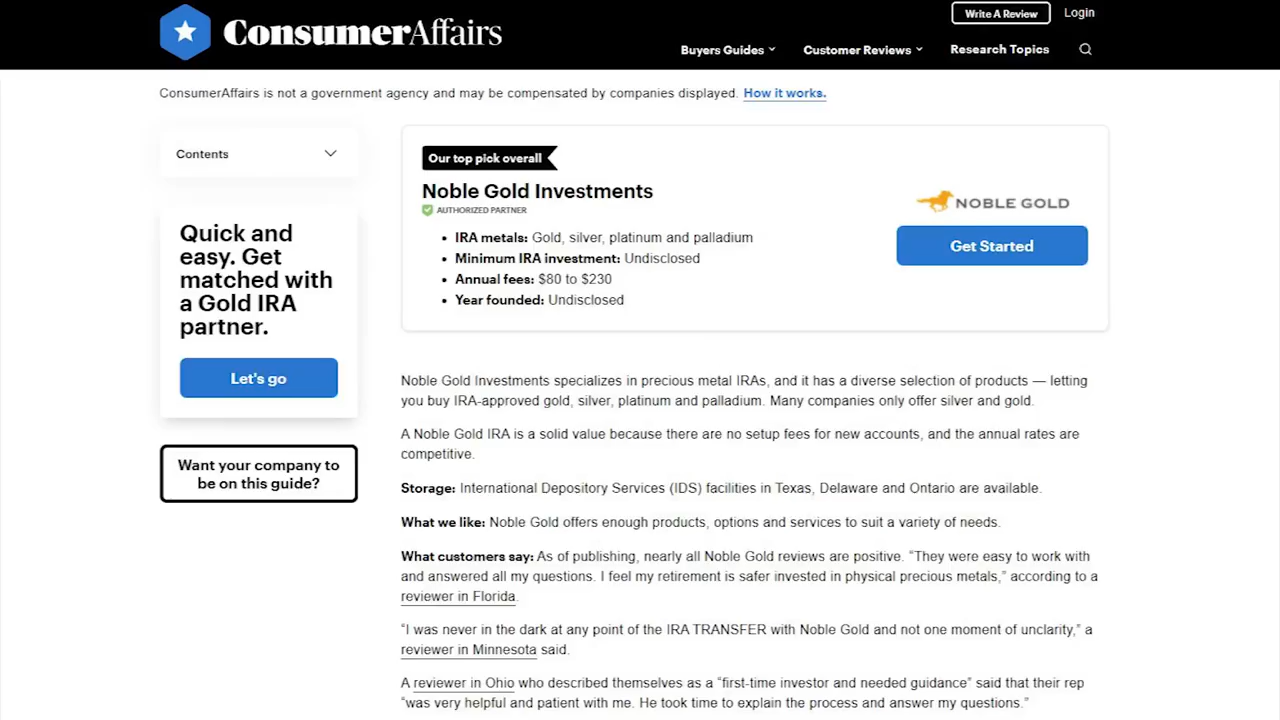 ConsumerAffairs
Write A Review
Login
Buyers Guides
Customer Reviews
Research Topics
ConsumerAffairs is not a government agency and may be compensated by companies displayed. How it works.
Contents
Quick and
easy. Get
matched with
a Gold IRA
partner.
Let's go
Want your company to
be on this guide?
Our top pick overall
Noble Gold Investments
AUTHORIZED PARTNER
• IRA metals: Gold, silver, platinum and palladium
• Minimum IRA investment: Undisclosed
• Annual fees: $80 to $230
• Year founded: Undisclosed
NOBLE GOLD
Get Started
Noble Gold Investments specializes in precious metal IRAs, and it has a diverse selection of products — letting
you buy IRA-approved gold, silver, platinum and palladium. Many companies only offer silver and gold.
A Noble Gold IRA is a solid value because there are no setup fees for new accounts, and the annual rates are
competitive.
Storage: International Depository Services (IDS) facilities in Texas, Delaware and Ontario are available.
What we like: Noble Gold offers enough products, options and services to suit a variety of needs.
What customers say: As of publishing, nearly all Noble Gold reviews are positive. “They were easy to work with
and answered all my questions. I feel my retirement is safer invested in physical precious metals,” according to a
reviewer in Florida.
“I was never in the dark at any point of the IRA TRANSFER with Noble Gold and not one moment of unclarity,” a
reviewer in Minnesota said.
A reviewer in Ohio who described themselves as a “first-time investor and needed guidance” said that their rep
“was very helpful and patient with me. He took time to explain the process and answer my questions.”